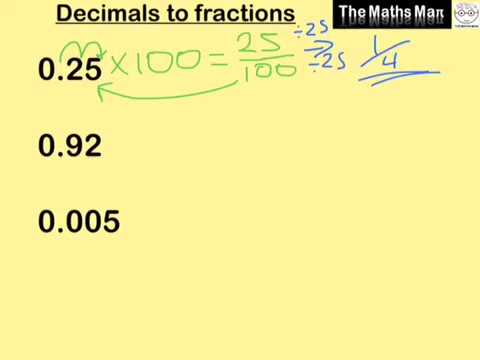 Decimals to fractions
The Maths Man
0.25 × 100 = 25/100 ÷25 ÷25 1/4
0.92
0.005